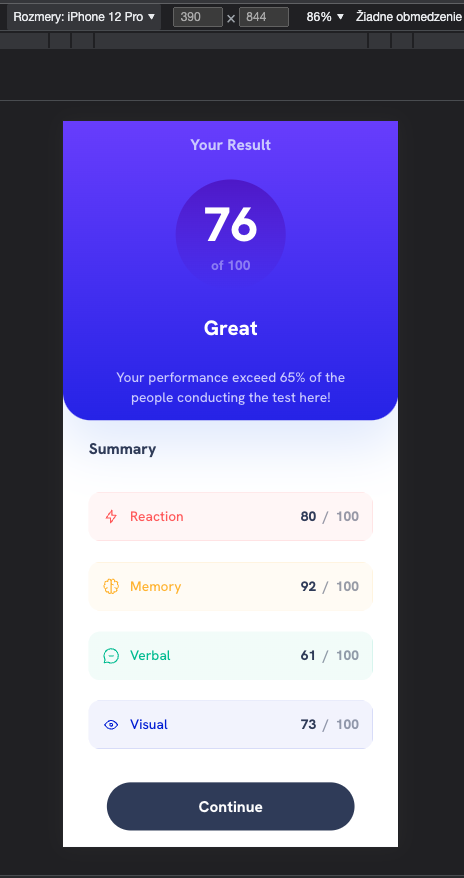 Rozmery: iPhone 12 Pro ▼ 390 × 844 86% ▼ Žiadne obmedzenie
Your Result
76
of 100
Great
Your performance exceed 65% of the
people conducting the test here!
Summary
Reaction 80 / 100
Memory 92 / 100
Verbal 61 / 100
Visual 73 / 100
Continue